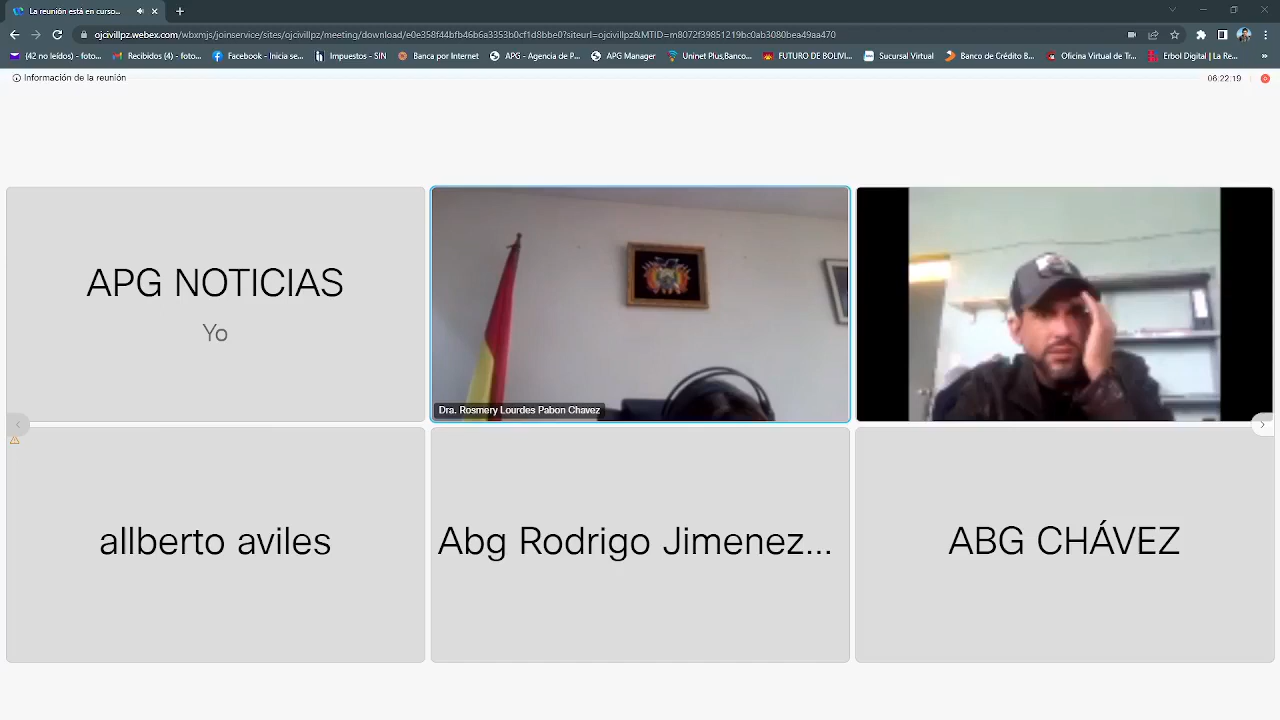 La reunión está en curso...
ojcivillpz.webex.com/wbxmjs/joinservice/sites/ojcivillpz/meeting/download/e0e358f44bfb46b6a3353b0cf1d6bbe0?siteurl=ojcivillpz&MTID=m8072f39851219bc0ab3080bea49aa470
(42 no leídos) - foto...
Recibidos (4) - foto...
Facebook - Inicia se...
Impuestos - SIN
Banca por Internet
APG - Agencia de P...
APG Manager
Uninet Plus,Banco...
FUTURO DE BOLIVI...
Sucursal Virtual
Banco de Crédito B...
Oficina Virtual de Tr...
Erbol Digital | La Re...
Información de la reunión
06:22:19
APG NOTICIAS
Yo
Dra. Rosmery Lourdes Pabon Chavez
allberto aviles
Abg Rodrigo Jimenez...
ABG CHÁVEZ